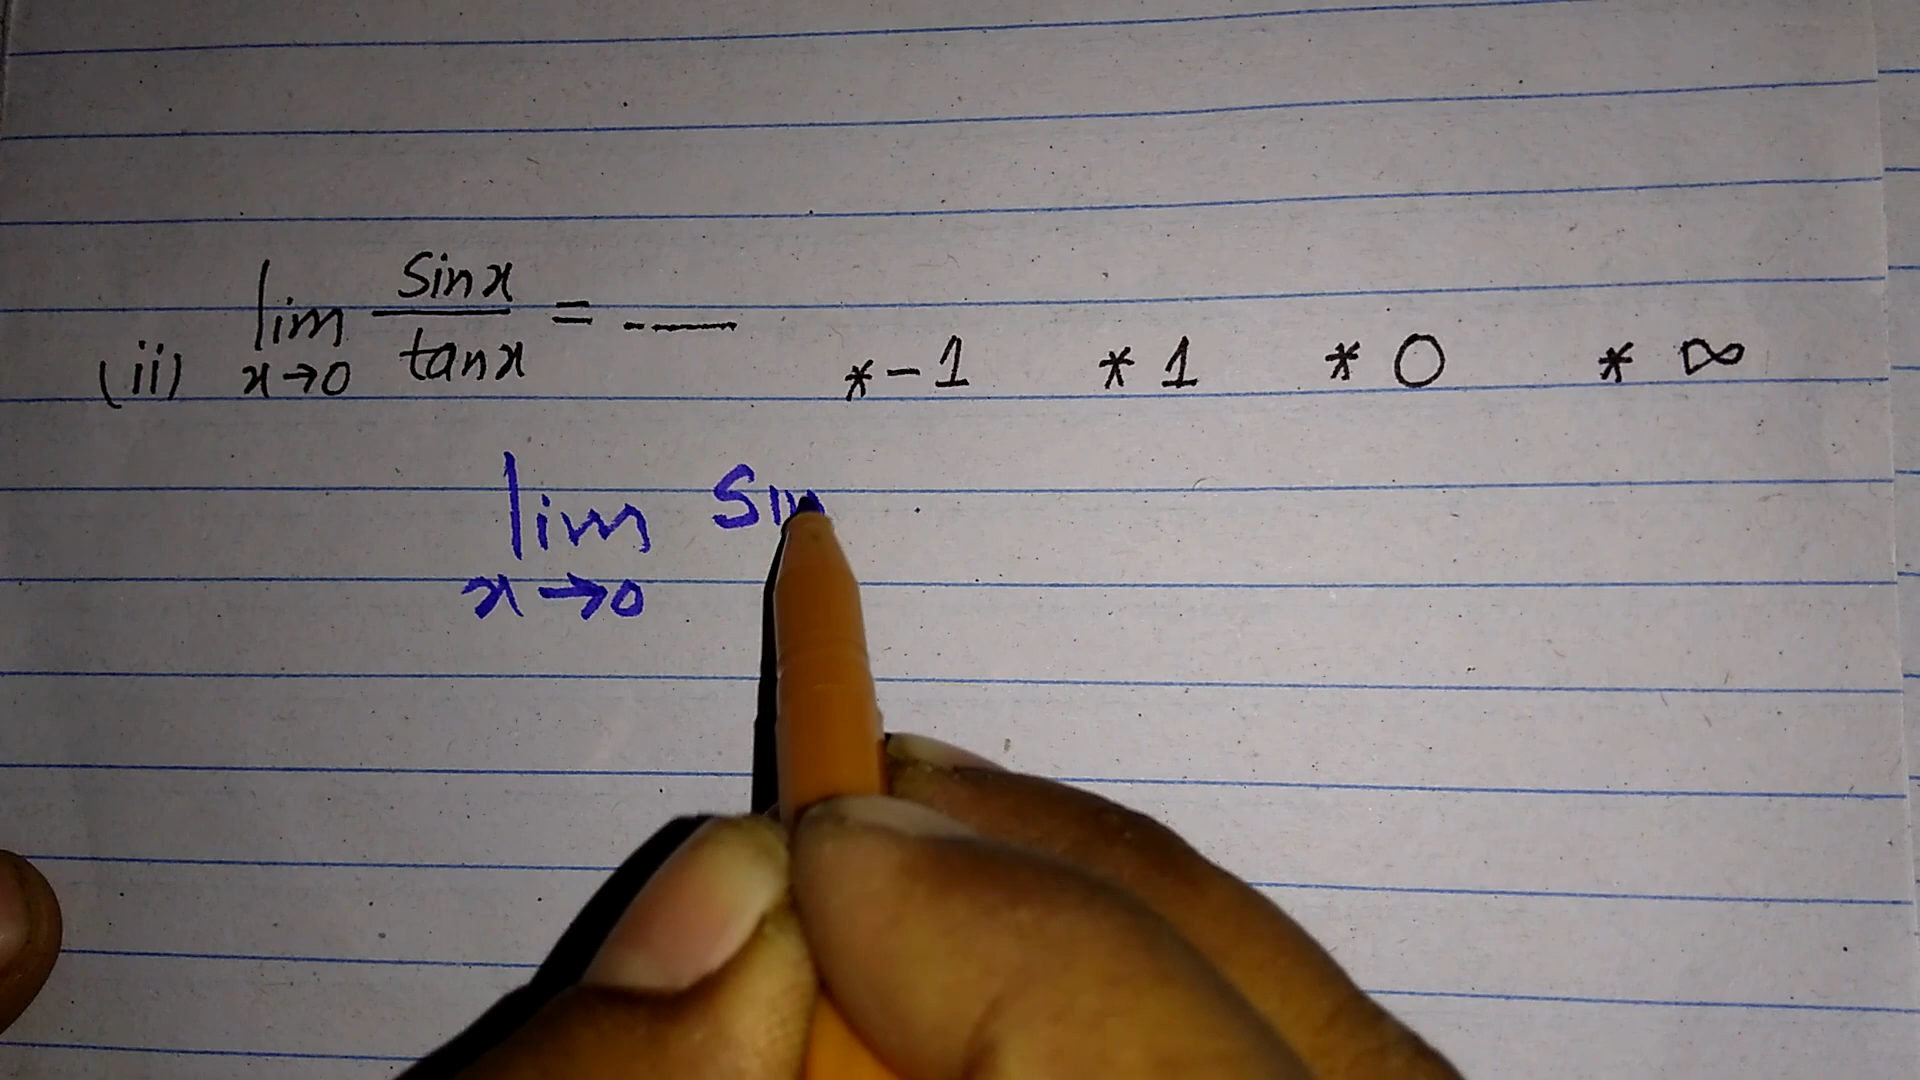 (ii) lim x→0 sinx/tanx = -——   * -1   * 1   * 0   * ∞
lim x→0 sin